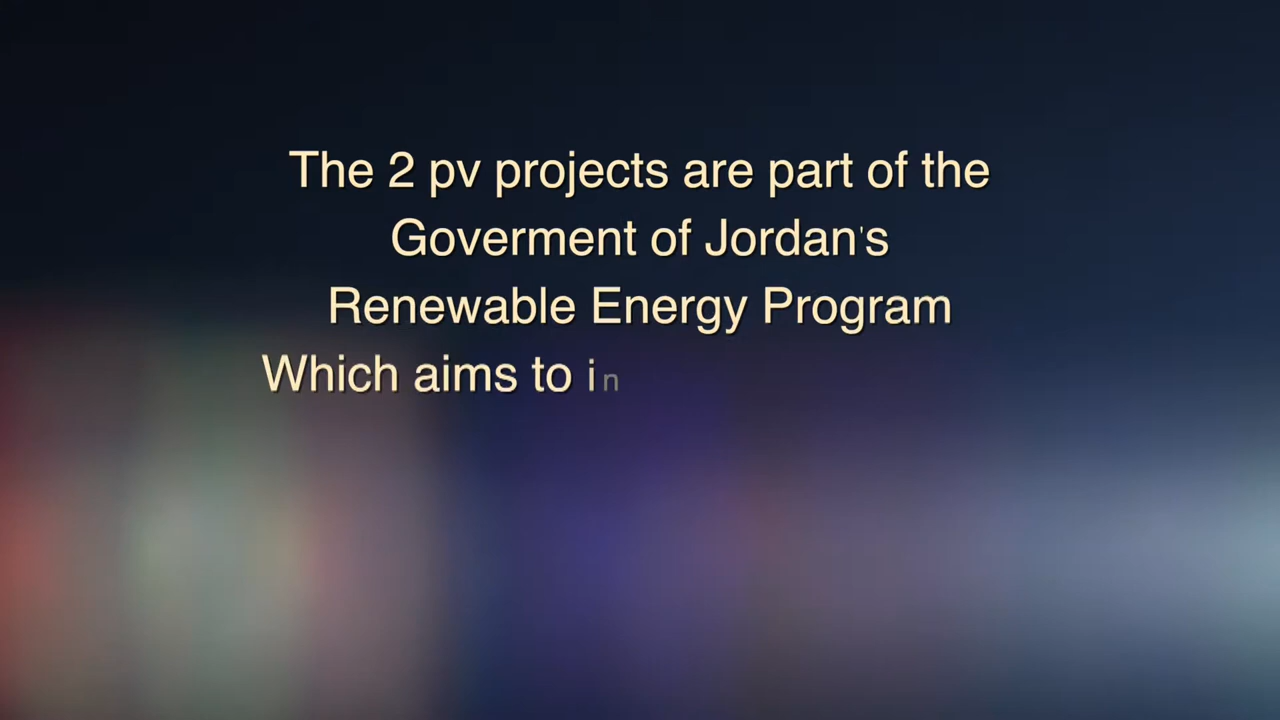 The 2 pv projects are part of the
Goverment of Jordan's
Renewable Energy Program
Which aims to in